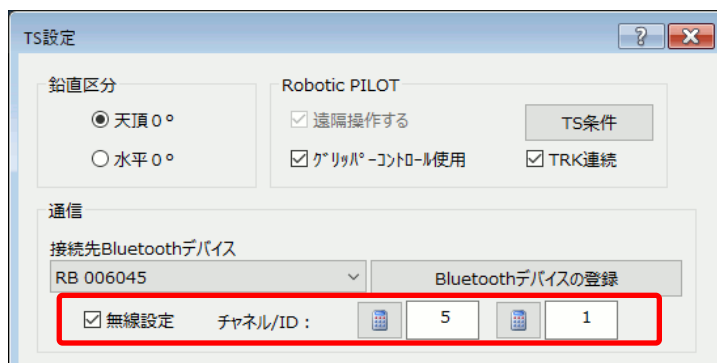 TS設定
鉛直区分
天頂0°
水平0°
Robotic PILOT
遠隔操作する
TS条件
グリッパーコントロール使用
TRK連続
通信
接続先Bluetoothデバイス
RB 006045
Bluetoothデバイスの登録
無線設定 チャネル/ID: 5 1